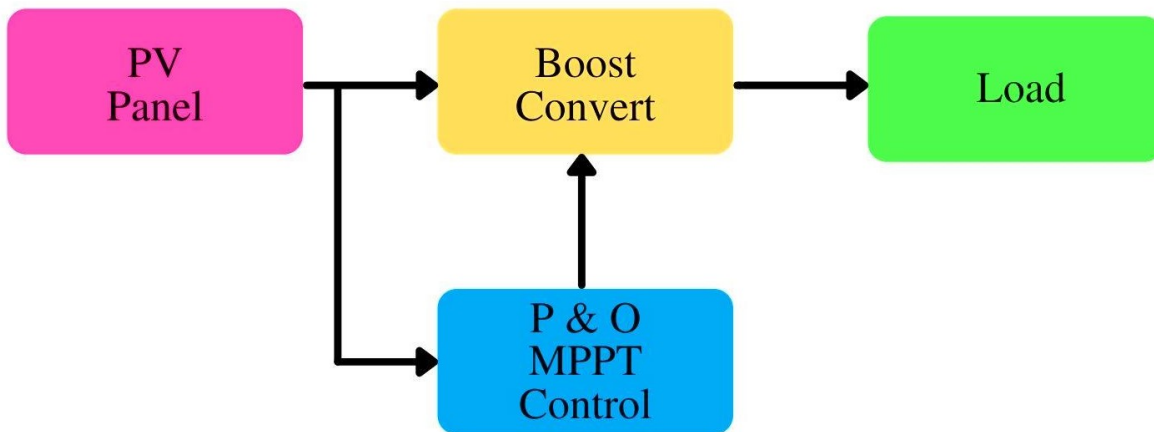 PV
Panel
Boost
Convert
Load
P & O
MPPT
Control